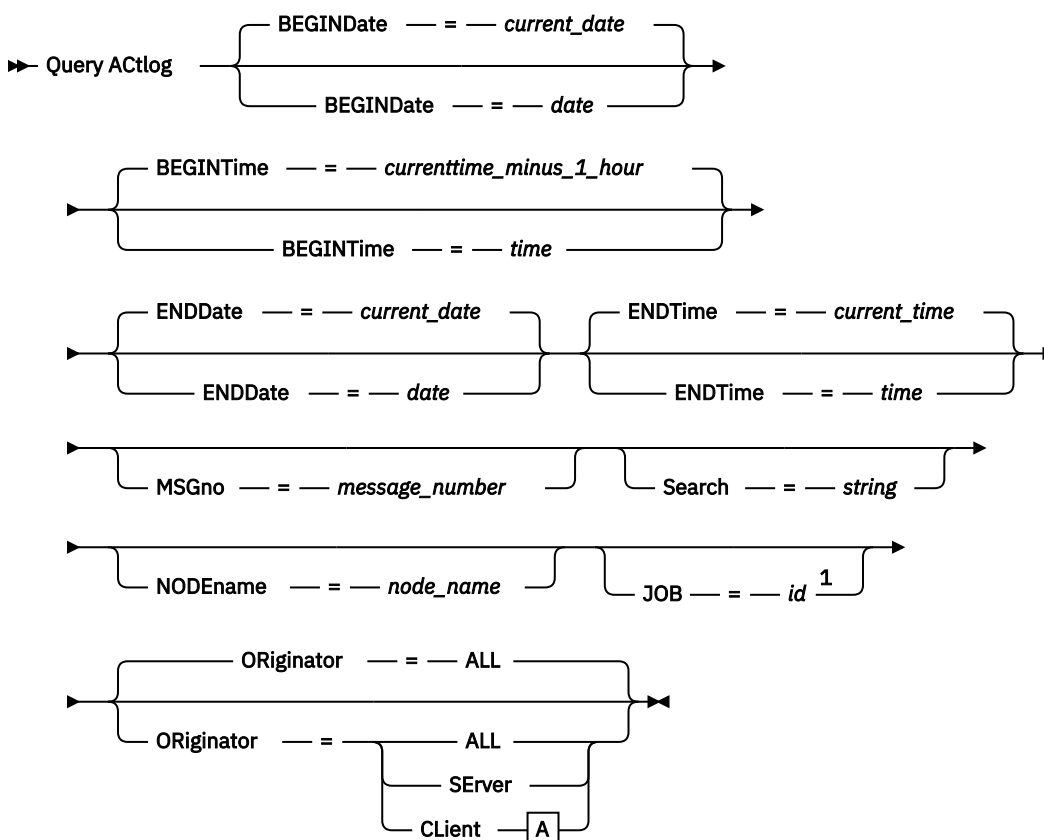 BEGINDate = current_date
Query ACtlog
BEGINDate = date
BEGINTime = currenttime_minus_1_hour
BEGINTime = time
ENDDate = current_date ENDTime = current_time
ENDDate = date ENDTime = time
MSGno = message_number Search = string
NODEname = node_name JOB = id 1
ORiginator = ALL
ORiginator = ALL
SErver
CLient A